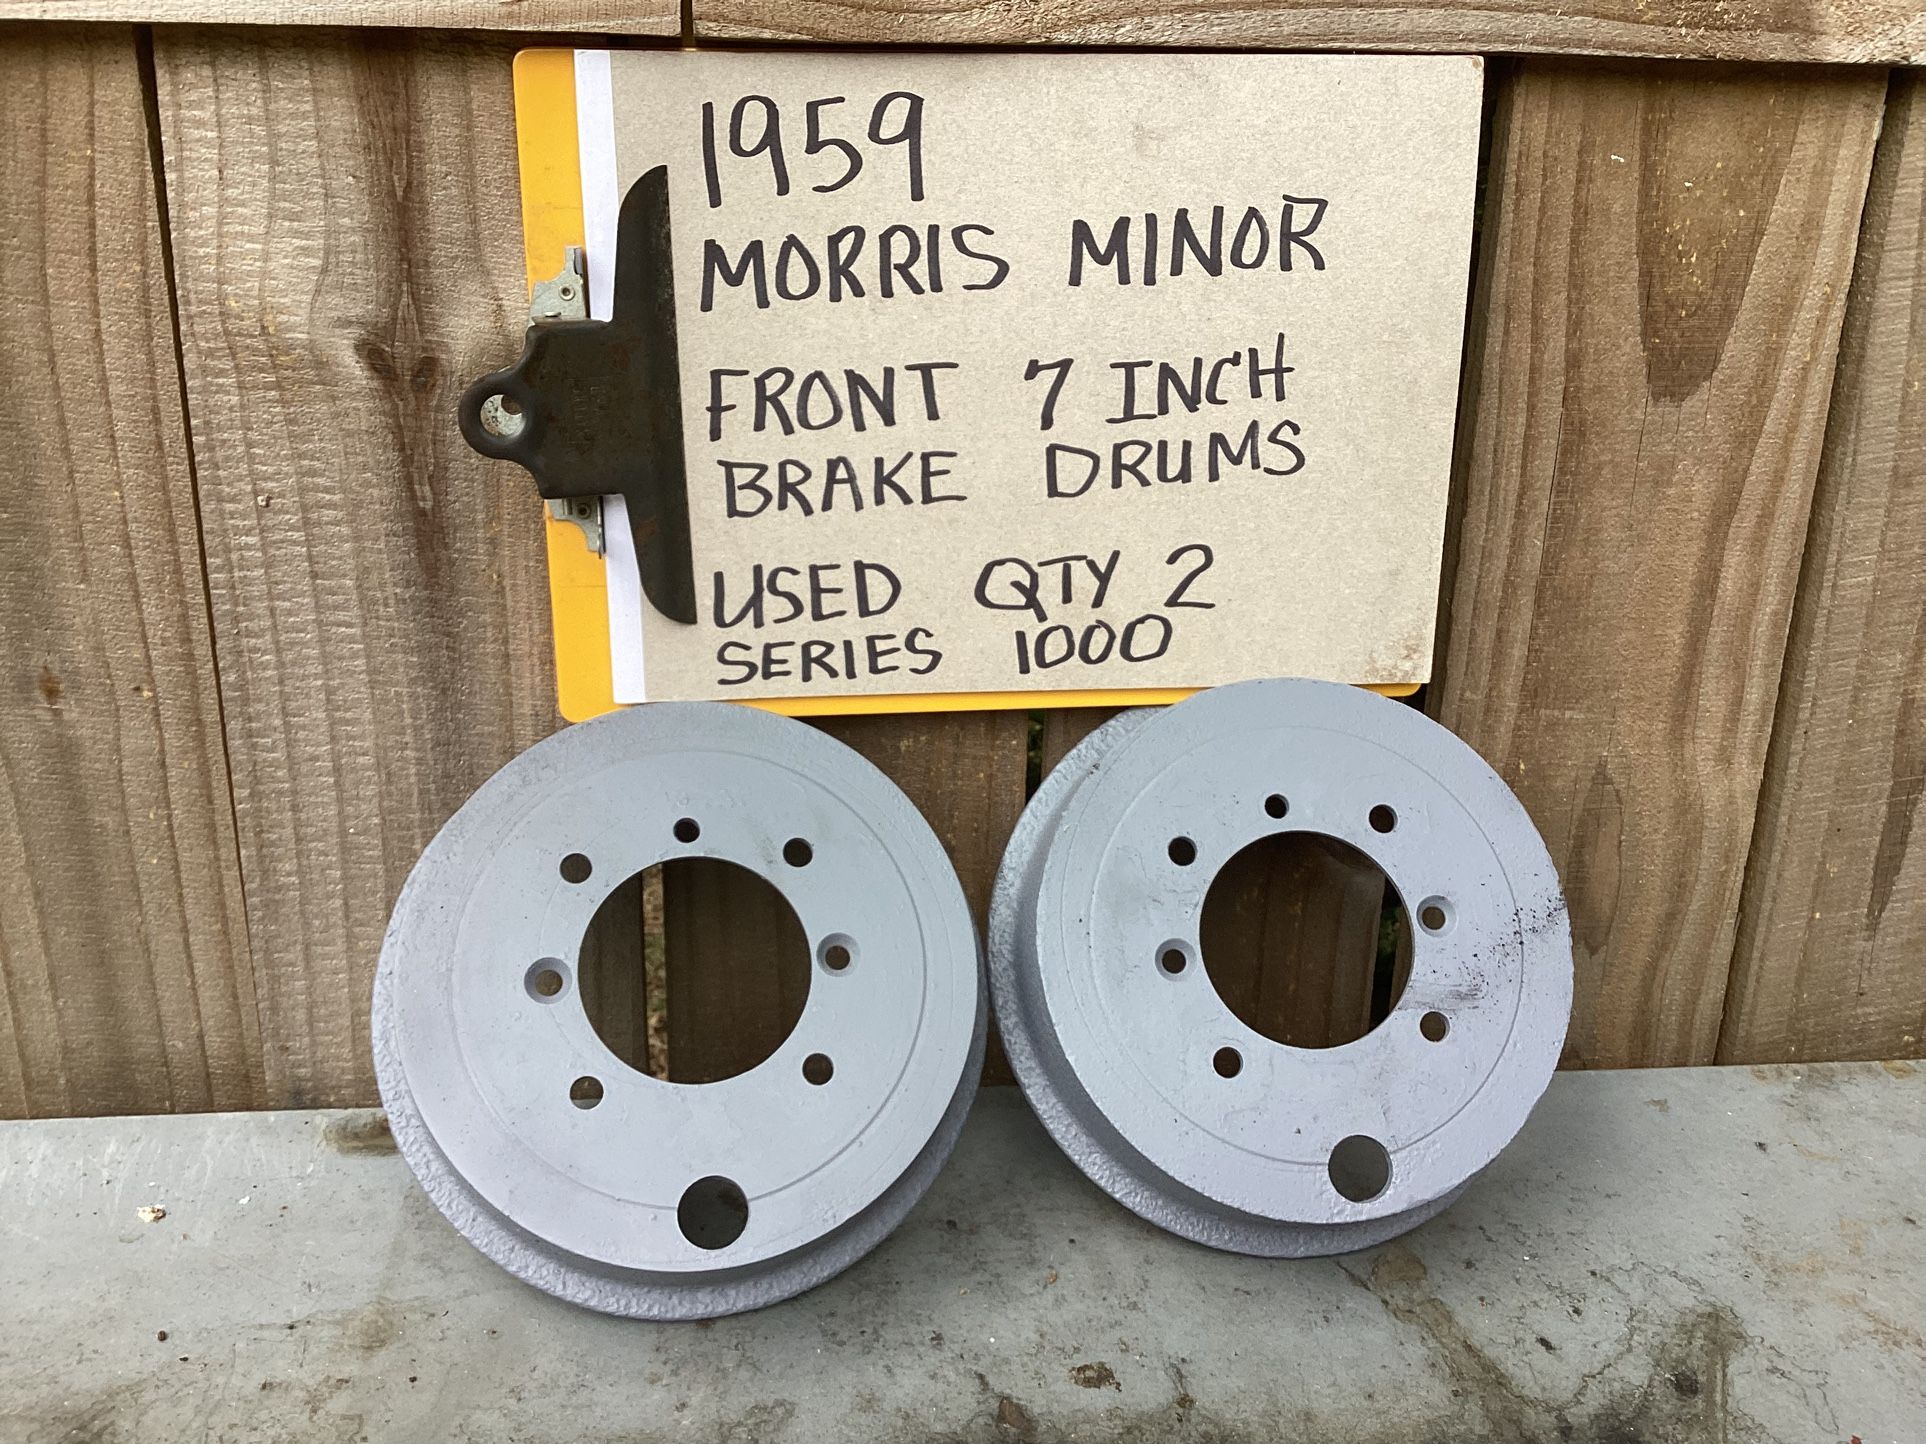 1959
MORRIS MINOR
FRONT 7 INCH
BRAKE DRUMS
USED QTY 2
SERIES 1000